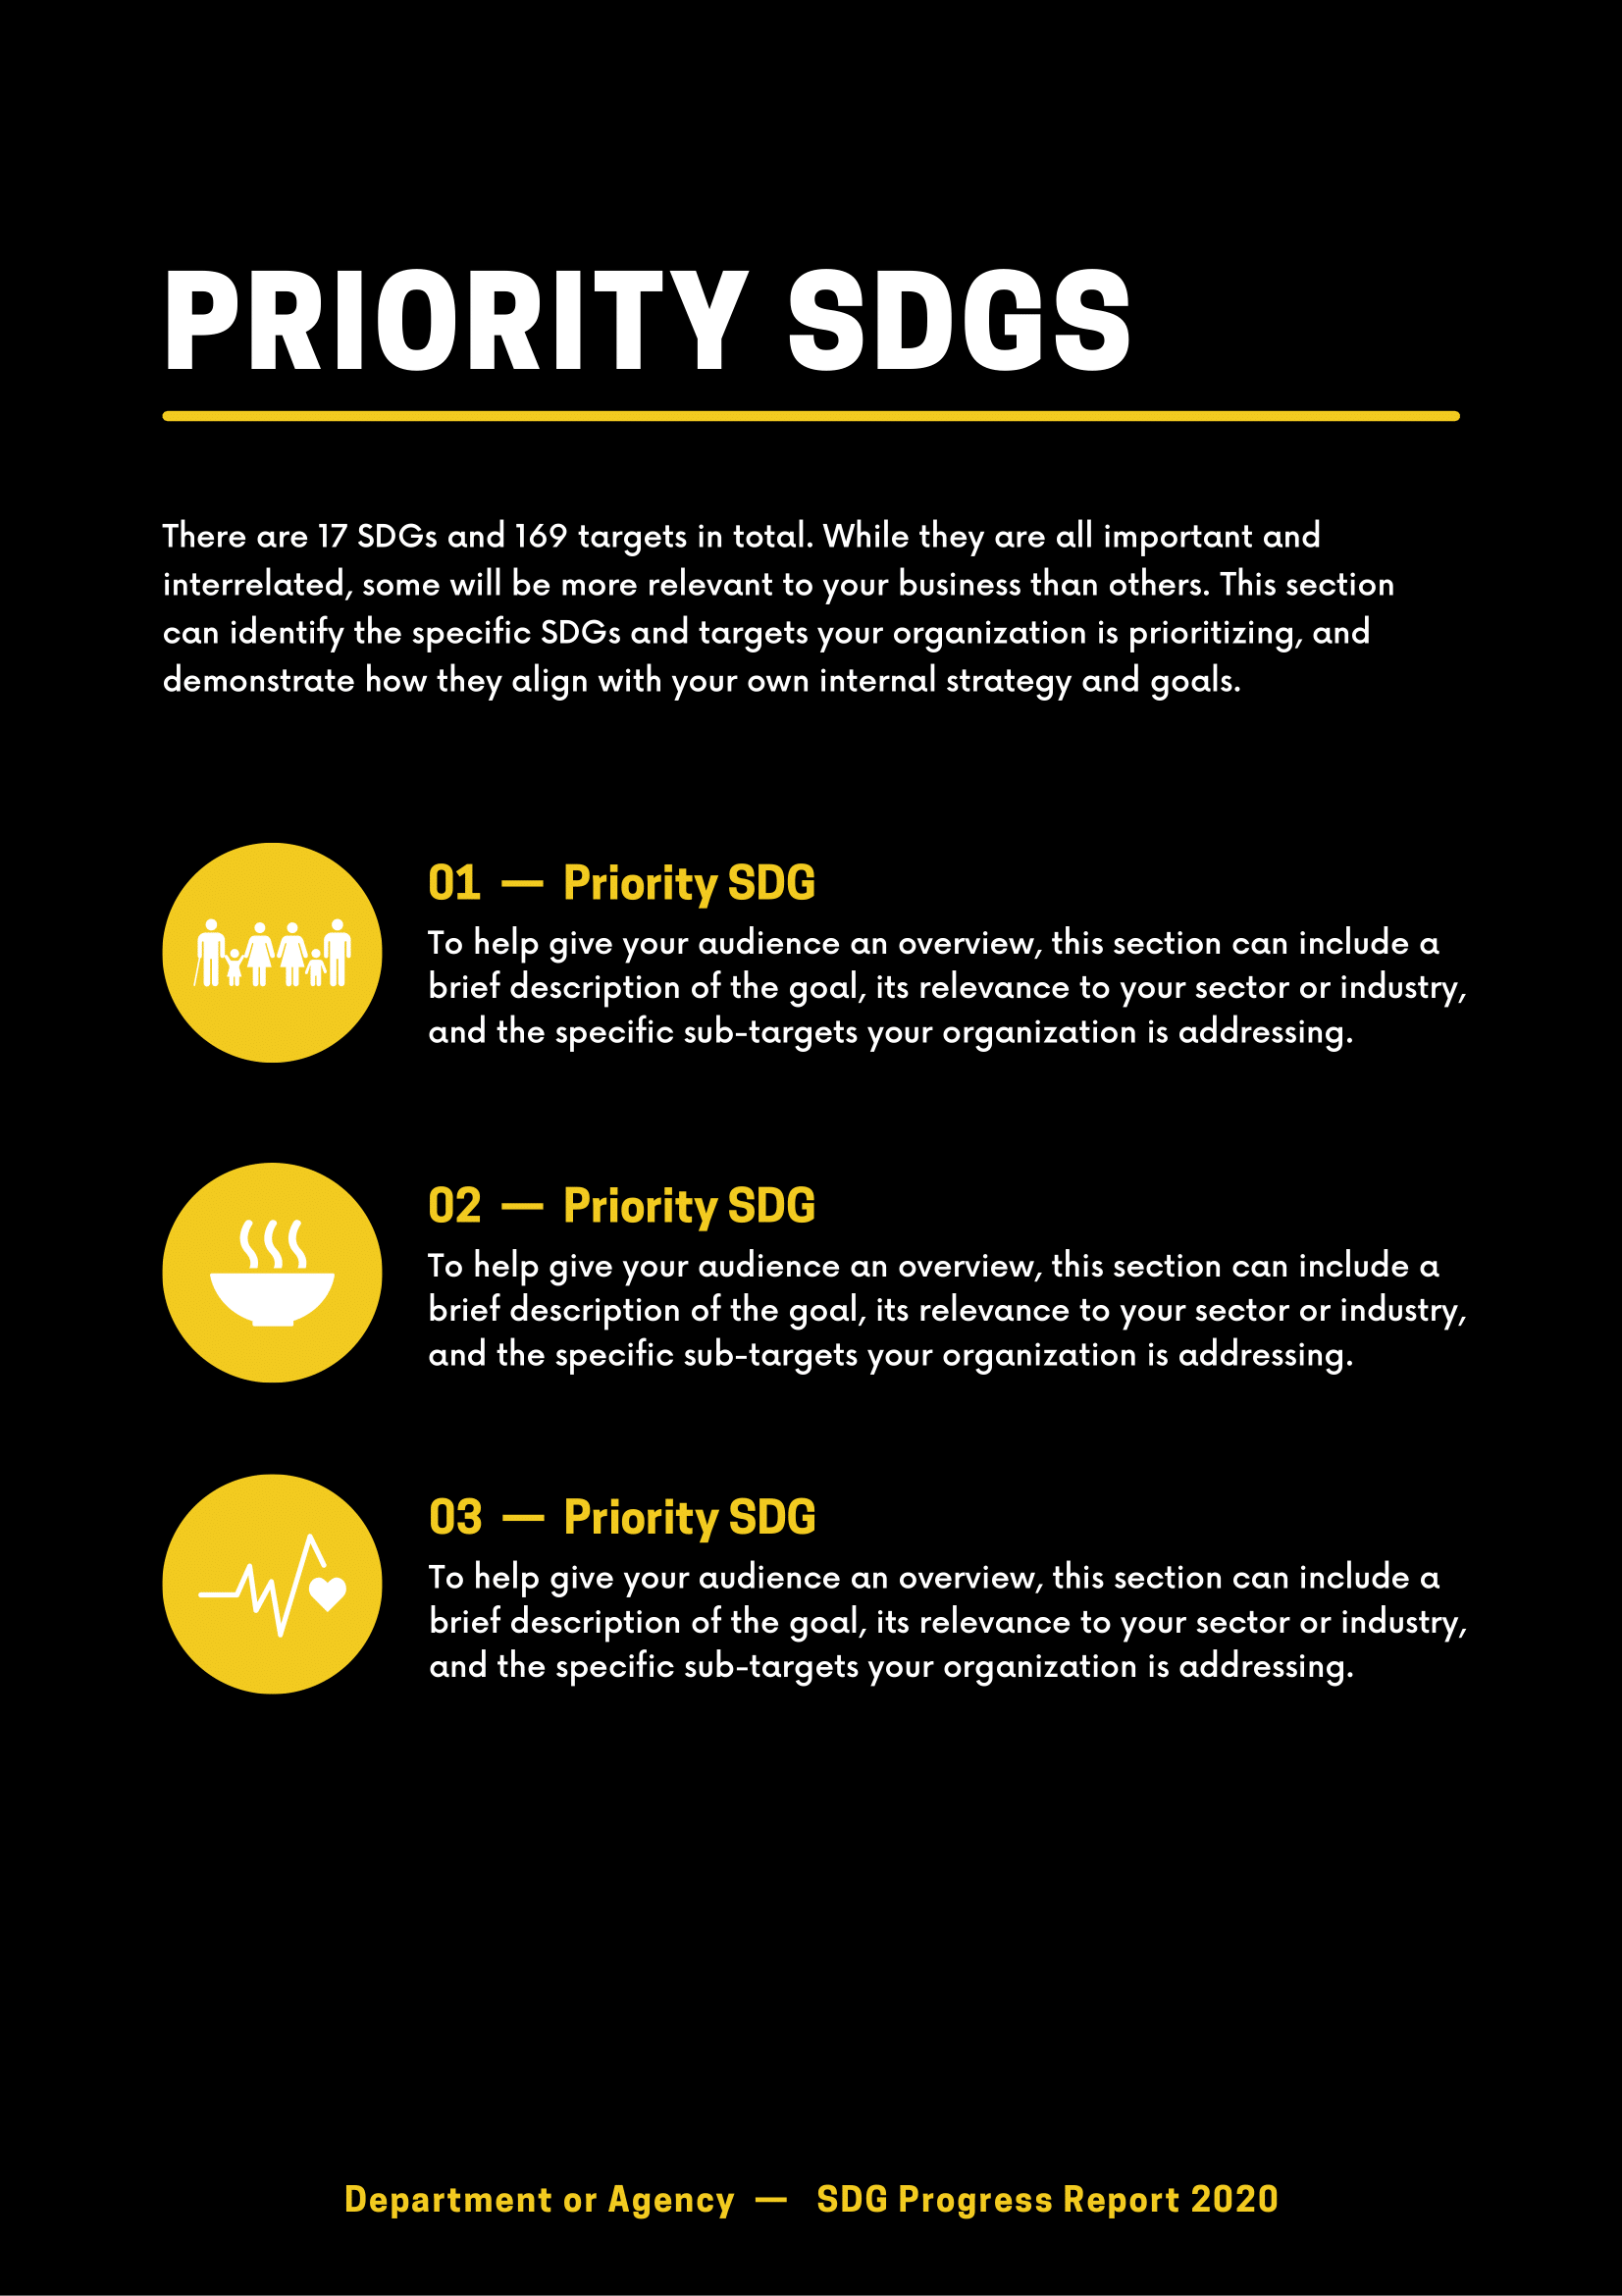 PRIORITY SDGS
There are 17 SDGs and 169 targets in total. While they are all important and
interrelated, some will be more relevant to your business than others. This section
can identify the specific SDGs and targets your organization is prioritizing, and
demonstrate how they align with your own internal strategy and goals.
01 — Priority SDG
To help give your audience an overview, this section can include a
brief description of the goal, its relevance to your sector or industry,
and the specific sub-targets your organization is addressing.
02 — Priority SDG
To help give your audience an overview, this section can include a
brief description of the goal, its relevance to your sector or industry,
and the specific sub-targets your organization is addressing.
03 — Priority SDG
To help give your audience an overview, this section can include a
brief description of the goal, its relevance to your sector or industry,
and the specific sub-targets your organization is addressing.
Department or Agency — SDG Progress Report 2020